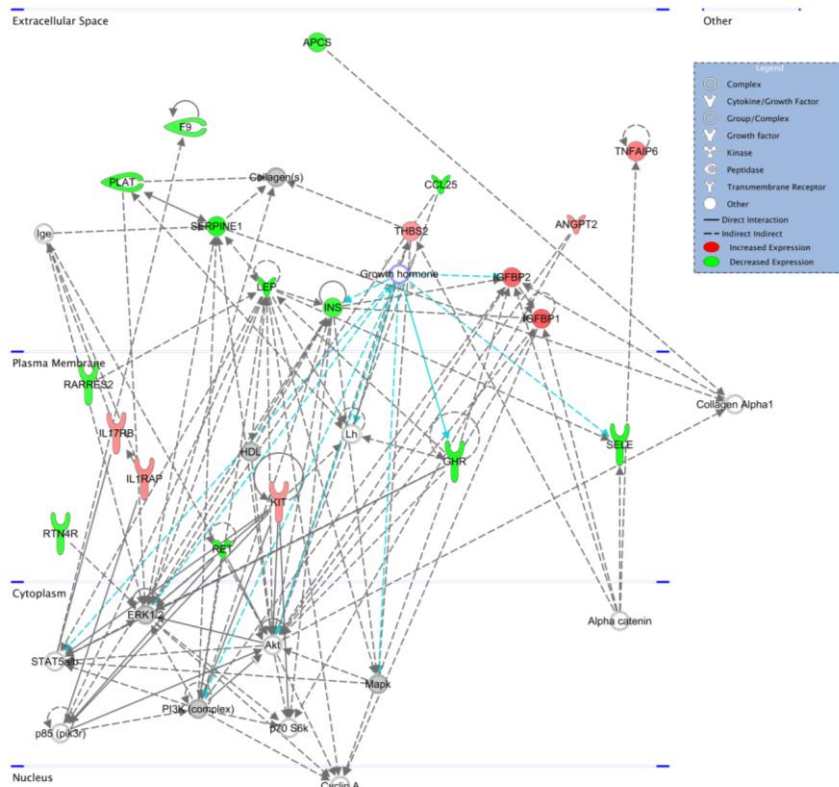 Extracellular Space
Other
APCS
Legend
Complex
Cytokine/Growth Factor
Group/Complex
Growth factor
Kinase
Peptidase
Transmembrane Receptor
Other
Direct Interaction
Indirect Indirect
Increased Expression
Decreased Expression
F9
TNFAIP6
PLAT
Collagen(s)
CCL25
SERPINE1
THBS2
ANGPT2
Ige
Growth hormone
IGFBP2
LEP
INS
IGFBP1
Plasma Membrane
RARRES2
Collagen Alpha1
IL17RB
Lh
SELE
HDL
GHR
IL1RAP
KIT
RTN4R
RET
Cytoplasm
ERK1/2
Alpha catenin
Akt
STAT5a/b
Mapk
PI3K (complex)
p85 (pik3r)
p70 S6k
Nucleus
Cyclin A